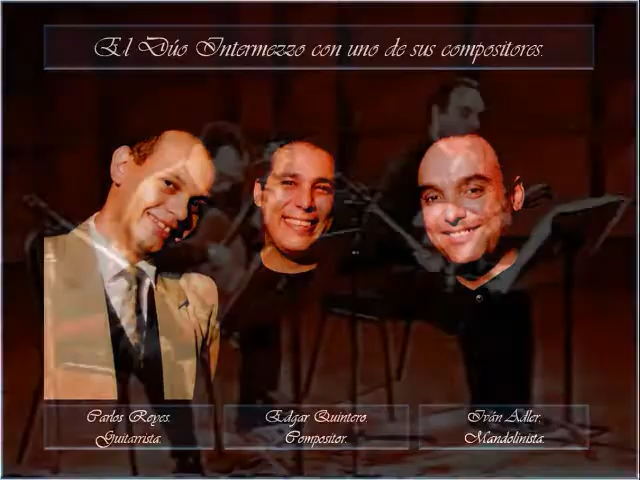 El Dúo Intermezzo con uno de sus compositores.
Carlos Reyes.
Guitarrista.
Edgar Quintero.
Compositor.
Iván Adler.
Mandolinista.